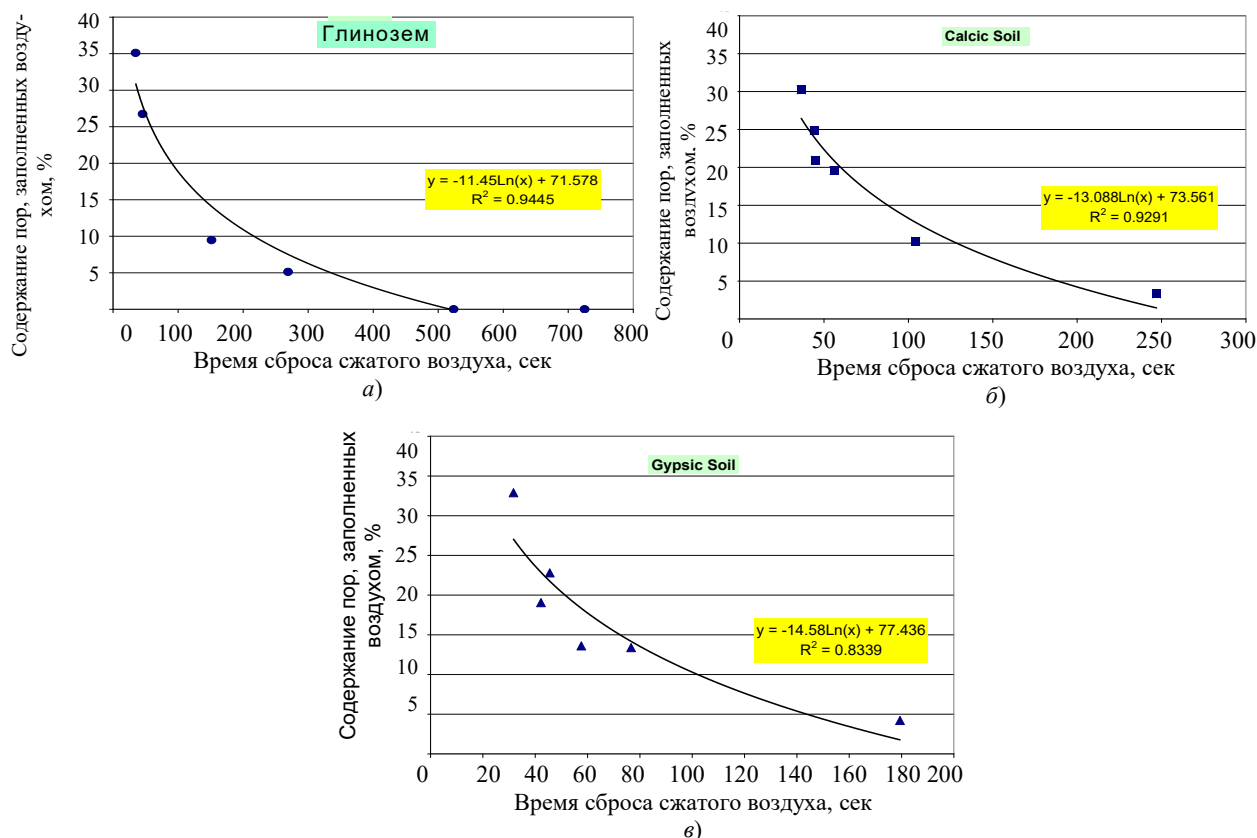 Содержание пор, заполненных возду-
хом, %
40
35
30
25
20
15
10
5
Глинозем
y = -11.45Ln(x) + 71.578
R² = 0.9445
0 100 200 300 400 500 600 700 800
Время сброса сжатого воздуха, сек
а)
Содержание пор, заполненных
воздухом. %
40
35
30
25
20
15
10
5
Calcic Soil
y = -13.088Ln(x) + 73.561
R² = 0.9291
0 50 100 150 200 250 300
Время сброса сжатого воздуха, сек
б)
Содержание пор, заполненных
воздухом, %
40
35
30
25
20
15
10
5
Gypsic Soil
y = -14.58Ln(x) + 77.436
R² = 0.8339
0 20 40 60 80 100 120 140 160 180 200
Время сброса сжатого воздуха, сек
в)